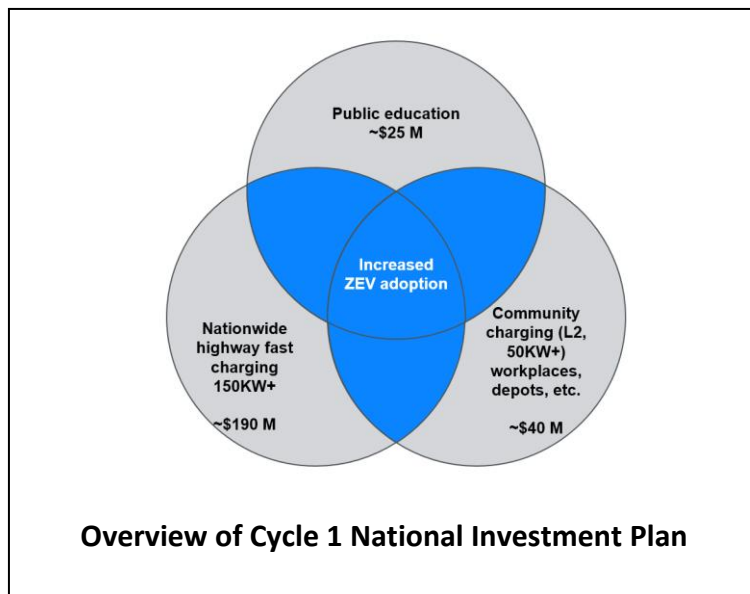 Public education
~$25 M
Increased
ZEV adoption
Nationwide
highway fast
charging
150KW+
~$190 M
Community
charging (L2,
50KW+)
workplaces,
depots, etc.
~$40 M
Overview of Cycle 1 National Investment Plan